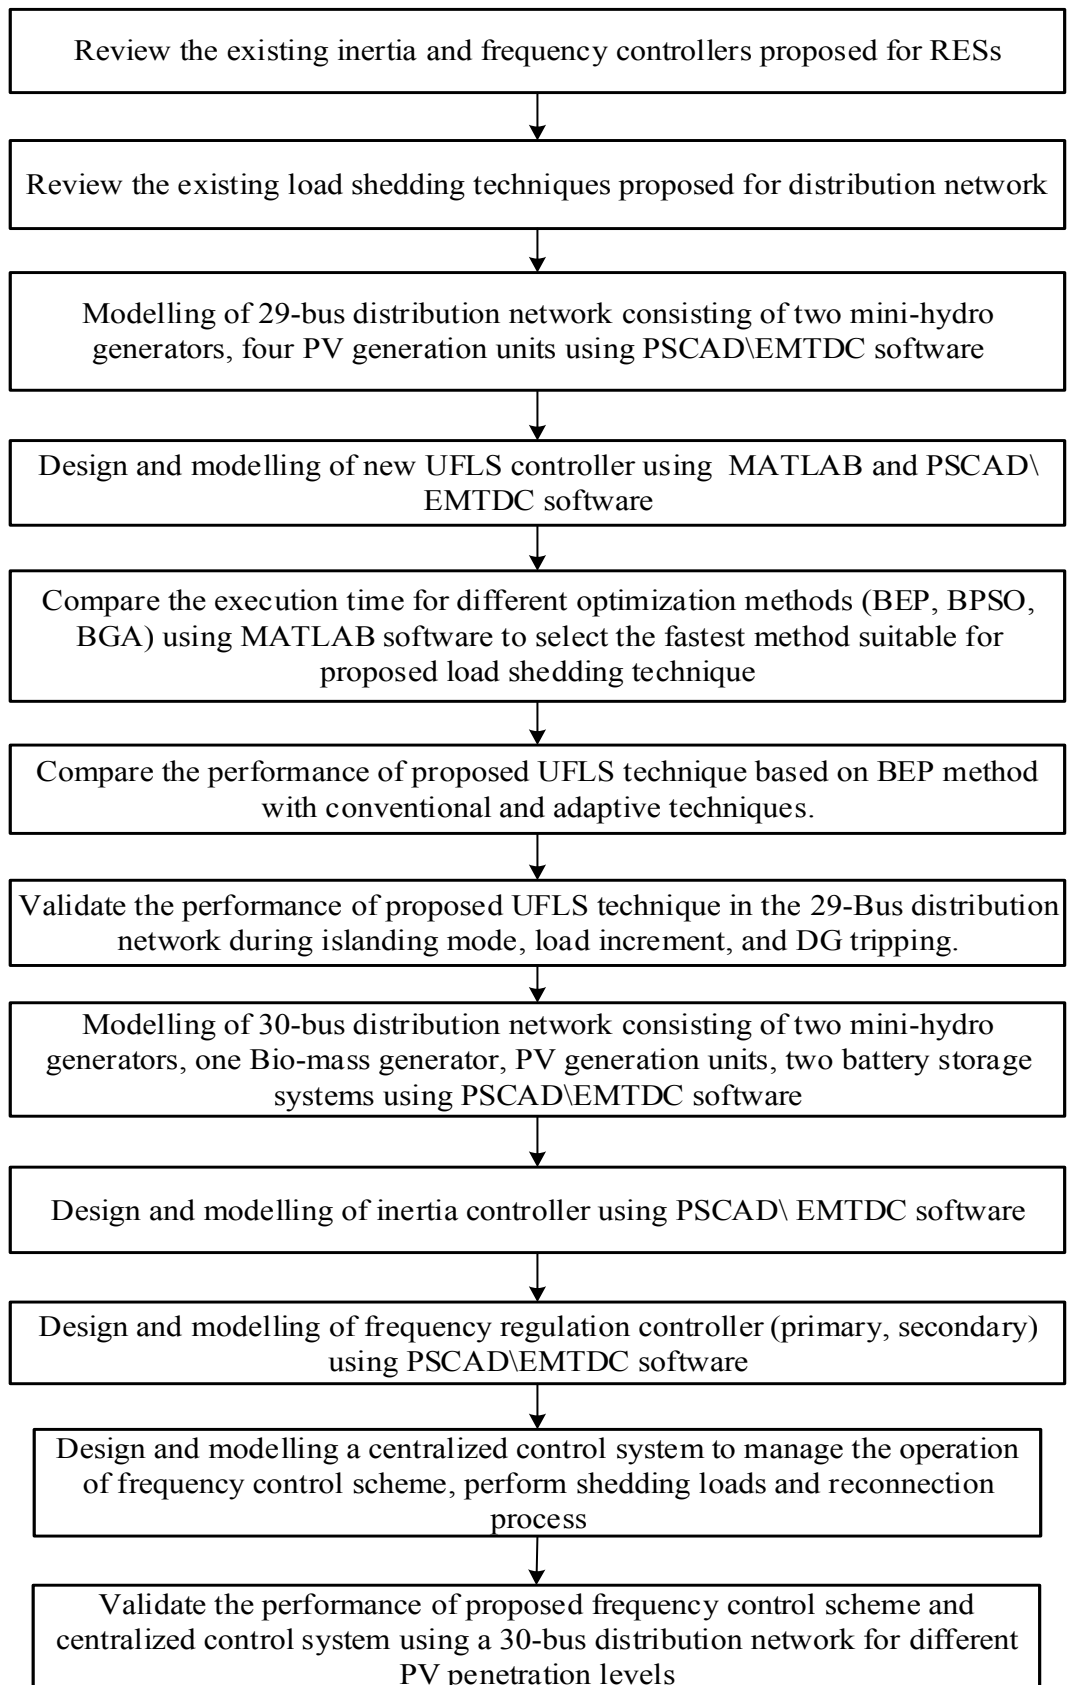 Review the existing inertia and frequency controllers proposed for RESs
Review the existing load shedding techniques proposed for distribution network
Modelling of 29-bus distribution network consisting of two mini-hydro
generators, four PV generation units using PSCAD\EMTDC software
Design and modelling of new UFLS controller using MATLAB and PSCAD\
EMTDC software
Compare the execution time for different optimization methods (BEP, BPSO,
BGA) using MATLAB software to select the fastest method suitable for
proposed load shedding technique
Compare the performance of proposed UFLS technique based on BEP method
with conventional and adaptive techniques.
Validate the performance of proposed UFLS technique in the 29-Bus distribution
network during islanding mode, load increment, and DG tripping.
Modelling of 30-bus distribution network consisting of two mini-hydro
generators, one Bio-mass generator, PV generation units, two battery storage
systems using PSCAD\EMTDC software
Design and modelling of inertia controller using PSCAD\ EMTDC software
Design and modelling of frequency regulation controller (primary, secondary)
using PSCAD\EMTDC software
Design and modelling a centralized control system to manage the operation
of frequency control scheme, perform shedding loads and reconnection
process
Validate the performance of proposed frequency control scheme and
centralized control system using a 30-bus distribution network for different
PV penetration levels